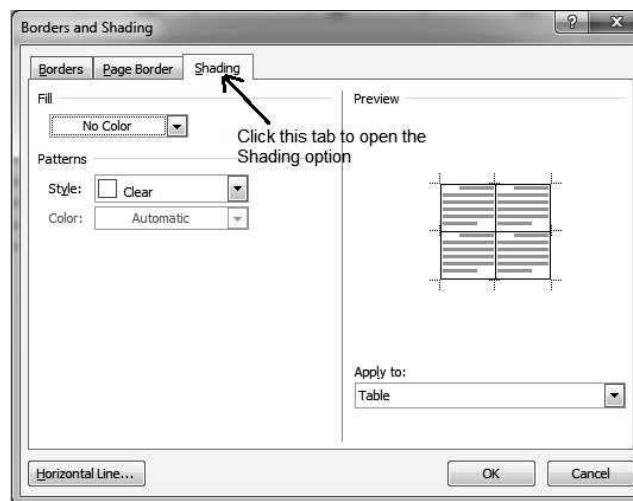 Borders and Shading
? X
Borders Page Border Shading
Fill
No Color
Click this tab to open the
Shading option
Patterns
Style: Clear
Color: Automatic
Preview
Apply to:
Table
Horizontal Line...
OK Cancel